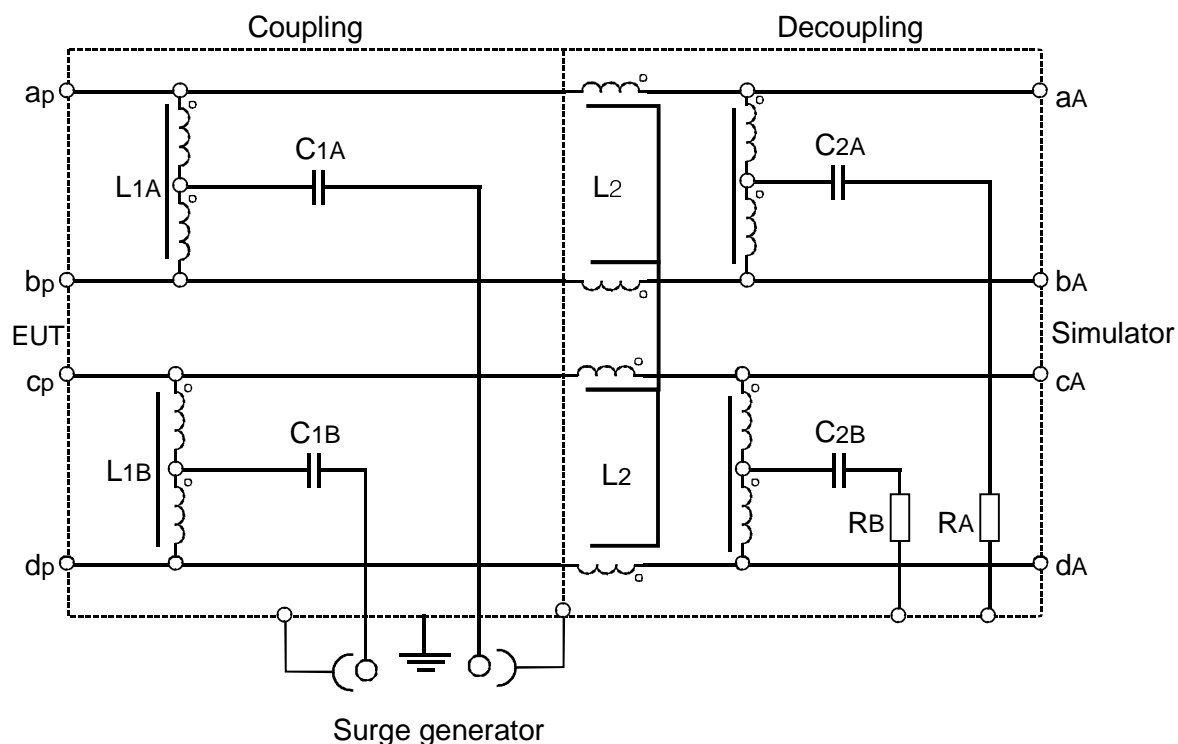 Coupling
Decoupling
ap
aA
C1A
C2A
L1A
L2
bp
bA
EUT
Simulator
cp
cA
C1B
C2B
L1B
L2
RB
RA
dp
dA
Surge generator